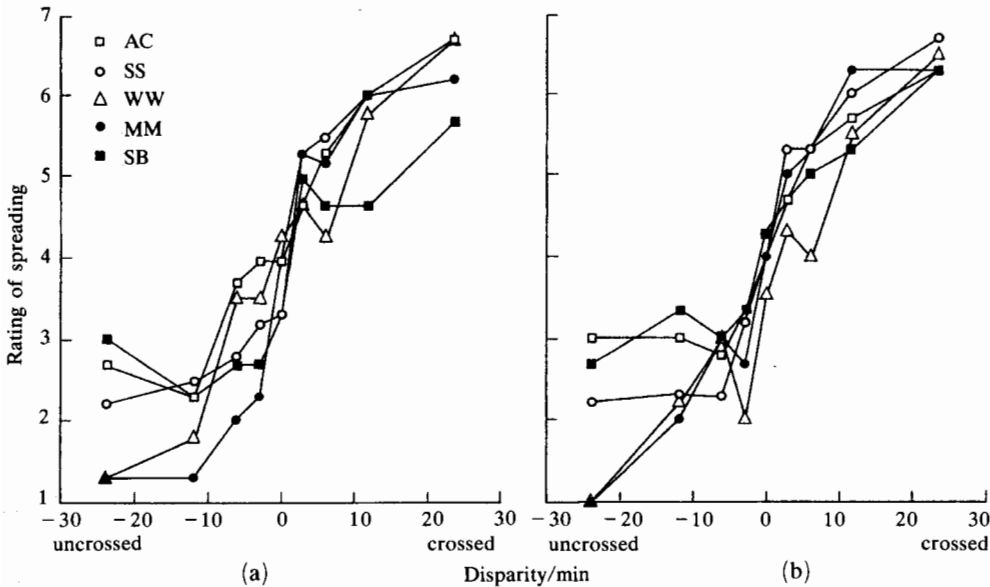 7
6
5
4
3
2
1
Rating of spreading
AC
SS
WW
MM
SB
−30 −20 −10 0 10 20 30
uncrossed crossed
−30 −20 −10 0 10 20 30
uncrossed crossed
(a) Disparity/min (b)